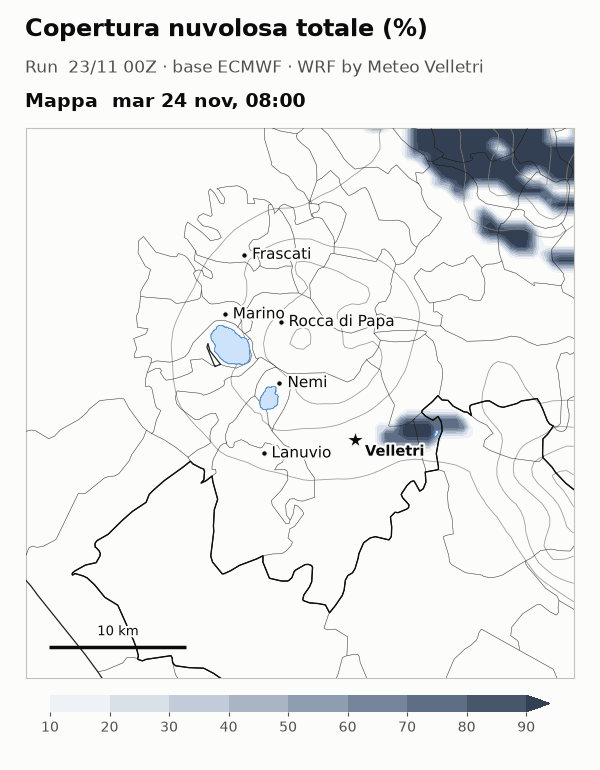 Copertura nuvolosa totale (%)
Run  23/11 00Z · base ECMWF · WRF by Meteo Velletri
Mappa  mar 24 nov, 08:00
Frascati
Marino
Rocca di Papa
Nemi
Velletri
Lanuvio
10 km
10 20 30 40 50 60 70 80 90